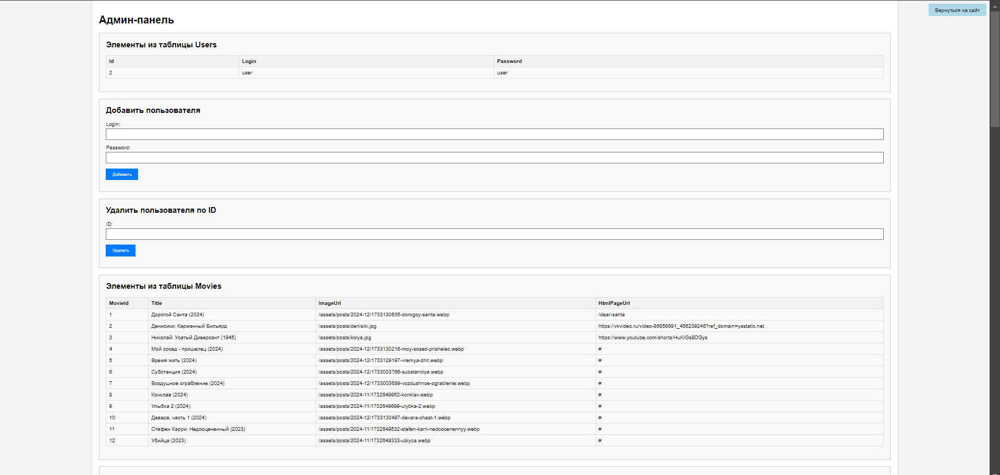 Вернуться на сайт
Админ-панель
Элементы из таблицы Users
Id Login Password
2 user user
Добавить пользователя
Login:
Password:
Добавить
Удалить пользователя по ID
ID:
Удалить
Элементы из таблицы Movies
MovieId Title ImageUrl HtmlPageUrl
1 Дорогой Санта (2024) /assets/posts/2024-12/1733130635-dorogoy-santa.webp /dear-santa
2 Денисики: Карманный Бильярд /assets/posts/denisiki.jpg https://vkvideo.ru/video-86858691_456239246?ref_domain=yastatic.net
3 Николай: Усатый Диверсант (1945) /assets/posts/kolya.jpg https://www.youtube.com/shorts/HuKlGs9DGys
4 Мой сосед - пришелец (2024) /assets/posts/2024-12/1733130216-moy-sosed-prishelec.webp #
5 Время жить (2024) /assets/posts/2024-12/1733129197-vremya-zhit.webp #
6 Субстанция (2024) /assets/posts/2024-12/1733003766-substanciya.webp #
7 Воздушное ограбление (2024) /assets/posts/2024-12/1733003689-vozdushnoe-ograblenie.webp #
8 Конклав (2024) /assets/posts/2024-11/1732649952-konklav.webp #
9 Улыбка 2 (2024) /assets/posts/2024-11/1732649699-ulybka-2.webp #
10 Девара, часть 1 (2024) /assets/posts/2024-12/1733130497-devara-chast-1.webp #
11 Стефен Карри: Недооцененный (2023) /assets/posts/2024-11/1732649532-stefen-karri-nedoocenennyy.webp #
12 Убийца (2023) /assets/posts/2024-11/1732649333-ubiyca.webp #